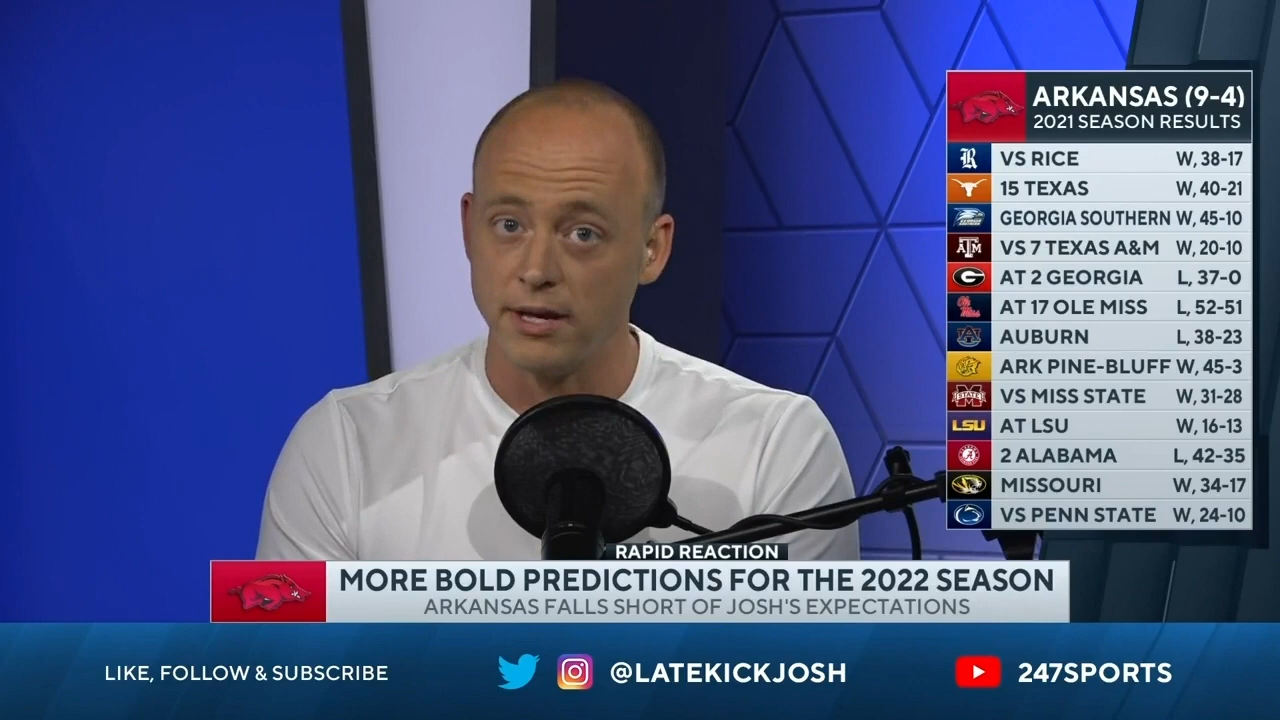 ARKANSAS (9-4)
2021 SEASON RESULTS
VS RICE W, 38-17
15 TEXAS W, 40-21
GEORGIA SOUTHERN W, 45-10
VS 7 TEXAS A&M W, 20-10
AT 2 GEORGIA L, 37-0
AT 17 OLE MISS L, 52-51
AUBURN L, 38-23
ARK PINE-BLUFF W, 45-3
VS MISS STATE W, 31-28
LSU AT LSU W, 16-13
2 ALABAMA L, 42-35
MISSOURI W, 34-17
VS PENN STATE W, 24-10
RAPID REACTION
MORE BOLD PREDICTIONS FOR THE 2022 SEASON
ARKANSAS FALLS SHORT OF JOSH'S EXPECTATIONS
LIKE, FOLLOW & SUBSCRIBE @LATEKICKJOSH 247SPORTS